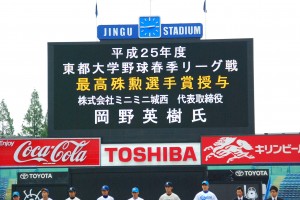 JINGU STADIUM
平成25年度
東都大学野球春季リーグ戦
最高殊勲選手賞授与
株式会社ミニミニ城西 代表取締役
岡野英樹氏
Enjoy
Coca-Cola
TOSHIBA
キリンビール
TOYOTA
TOYOTA